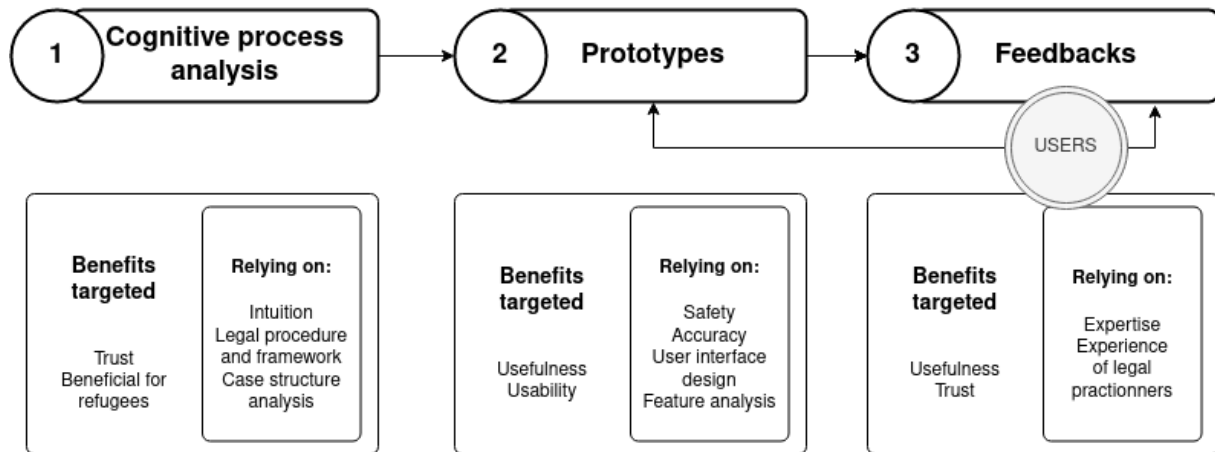 1
Cognitive process
analysis
2
Prototypes
3
Feedbacks
USERS
Benefits
targeted
Trust
Beneficial for
refugees
Relying on:
Intuition
Legal procedure
and framework
Case structure
analysis
Benefits
targeted
Usefulness
Usability
Relying on:
Safety
Accuracy
User interface
design
Feature analysis
Benefits
targeted
Usefulness
Trust
Relying on:
Expertise
Experience
of legal
practionners